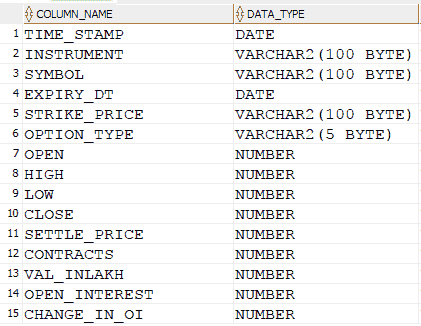 COLUMN_NAME DATA_TYPE
1 TIME_STAMP DATE
2 INSTRUMENT VARCHAR2(100 BYTE)
3 SYMBOL VARCHAR2(100 BYTE)
4 EXPIRY_DT DATE
5 STRIKE_PRICE VARCHAR2(100 BYTE)
6 OPTION_TYPE VARCHAR2(5 BYTE)
7 OPEN NUMBER
8 HIGH NUMBER
9 LOW NUMBER
10 CLOSE NUMBER
11 SETTLE_PRICE NUMBER
12 CONTRACTS NUMBER
13 VAL_INLAKH NUMBER
14 OPEN_INTEREST NUMBER
15 CHANGE_IN_OI NUMBER